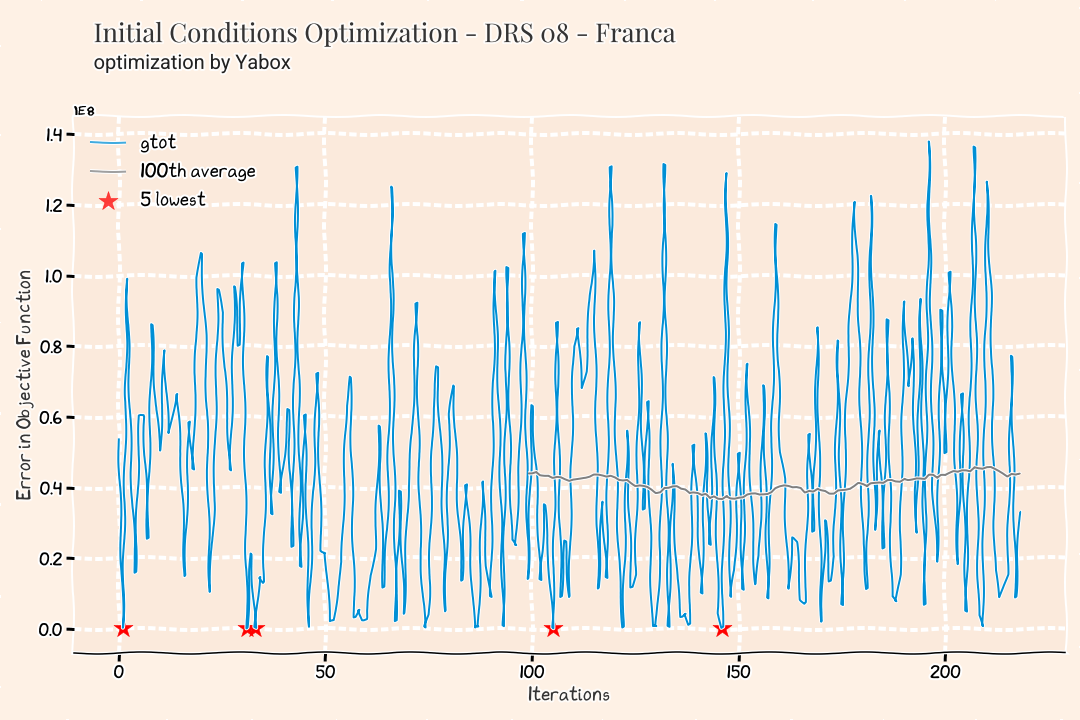 Initial Conditions Optimization - DRS 08 - Franca
optimization by Yabox
1E8
1.4
1.2
1.0
0.8
0.6
0.4
0.2
0.0
gtot
100th average
5 lowest
Error in Objective Function
0 50 100 150 200
Iterations